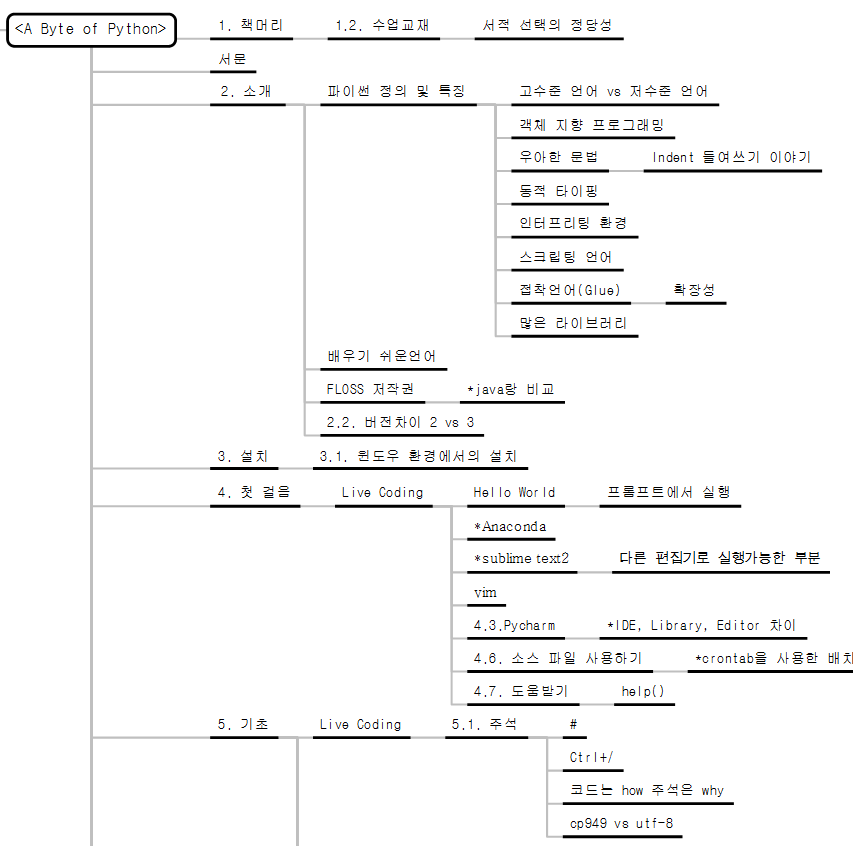 <A Byte of Python>
1. 책머리 1.2. 수업교재 서적 선택의 정당성
서문
2. 소개 파이썬 정의 및 특징 고수준 언어 vs 저수준 언어
객체 지향 프로그래밍
우아한 문법 Indent 들여쓰기 이야기
동적 타이핑
인터프리팅 환경
스크립팅 언어
접착언어(Glue) 확장성
많은 라이브러리
배우기 쉬운언어
FLOSS 저작권 *java랑 비교
2.2. 버전차이 2 vs 3
3. 설치 3.1. 윈도우 환경에서의 설치
4. 첫 걸음 Live Coding Hello World 프롬프트에서 실행
*Anaconda
*sublime text2 다른 편집기로 실행가능한 부분
vim
4.3.Pycharm *IDE, Library, Editor 차이
4.6. 소스 파일 사용하기 *crontab을 사용한 배치
4.7. 도움받기 help()
5. 기초 Live Coding 5.1. 주석 #
Ctrl+/
코드는 how 주석은 why
cp949 vs utf-8